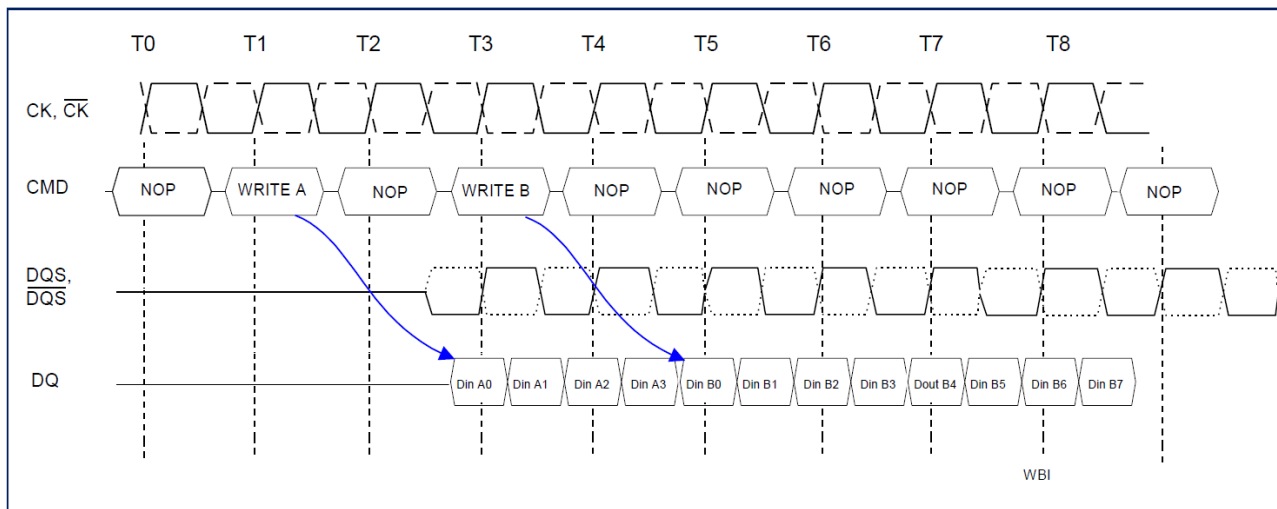 T0 T1 T2 T3 T4 T5 T6 T7 T8
CK, CK
CMD NOP WRITE A NOP WRITE B NOP NOP NOP NOP NOP NOP
DQS,
DQS
DQ Din A0 Din A1 Din A2 Din A3 Din B0 Din B1 Din B2 Din B3 Dout B4 Din B5 Din B6 Din B7
WBI